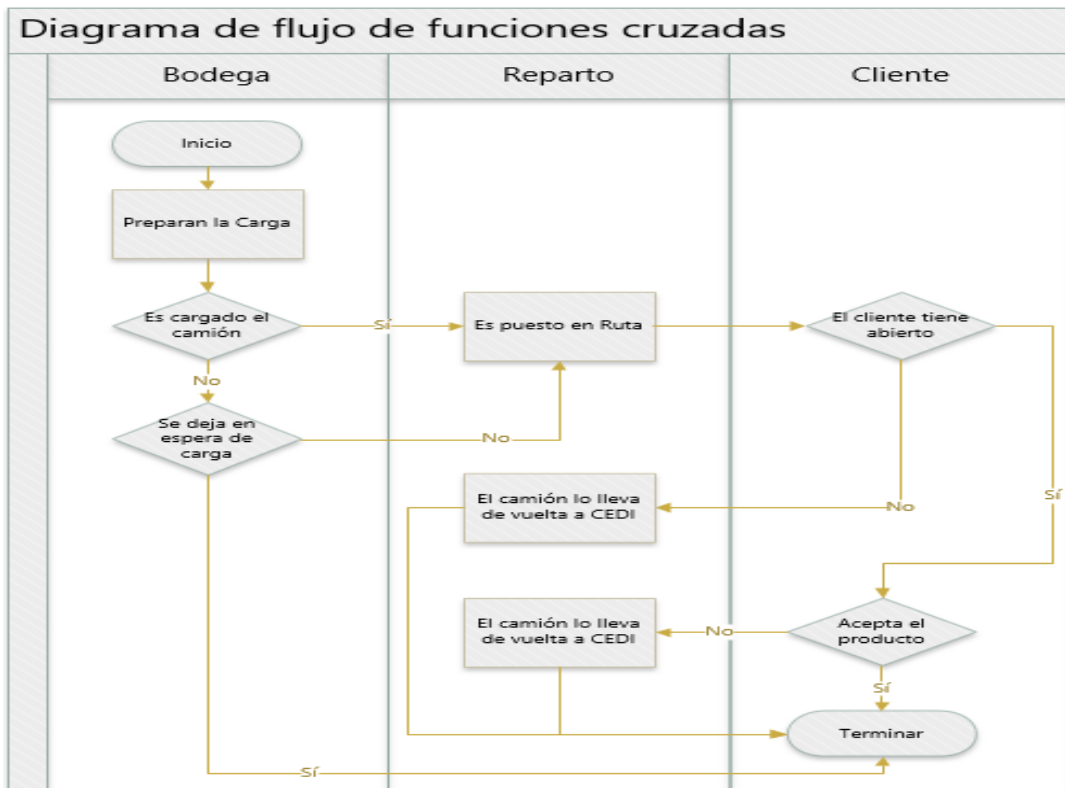 Diagrama de flujo de funciones cruzadas
Bodega
Reparto
Cliente
Inicio
Preparan la Carga
Es cargado el
camión
Sí
Es puesto en Ruta
El cliente tiene
abierto
No
Se deja en
espera de
carga
No
El camión lo lleva
de vuelta a CEDI
No
Sí
El camión lo lleva
de vuelta a CEDI
No
Acepta el
producto
Sí
Terminar
Sí